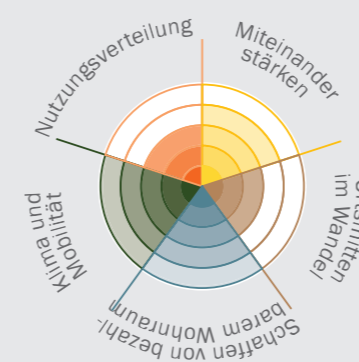 Nutzungsverteilung
Miteinander
stärken
im Wandel
Schaffen von bezahl-
barem Wohnraum
Klima und
Mobilität